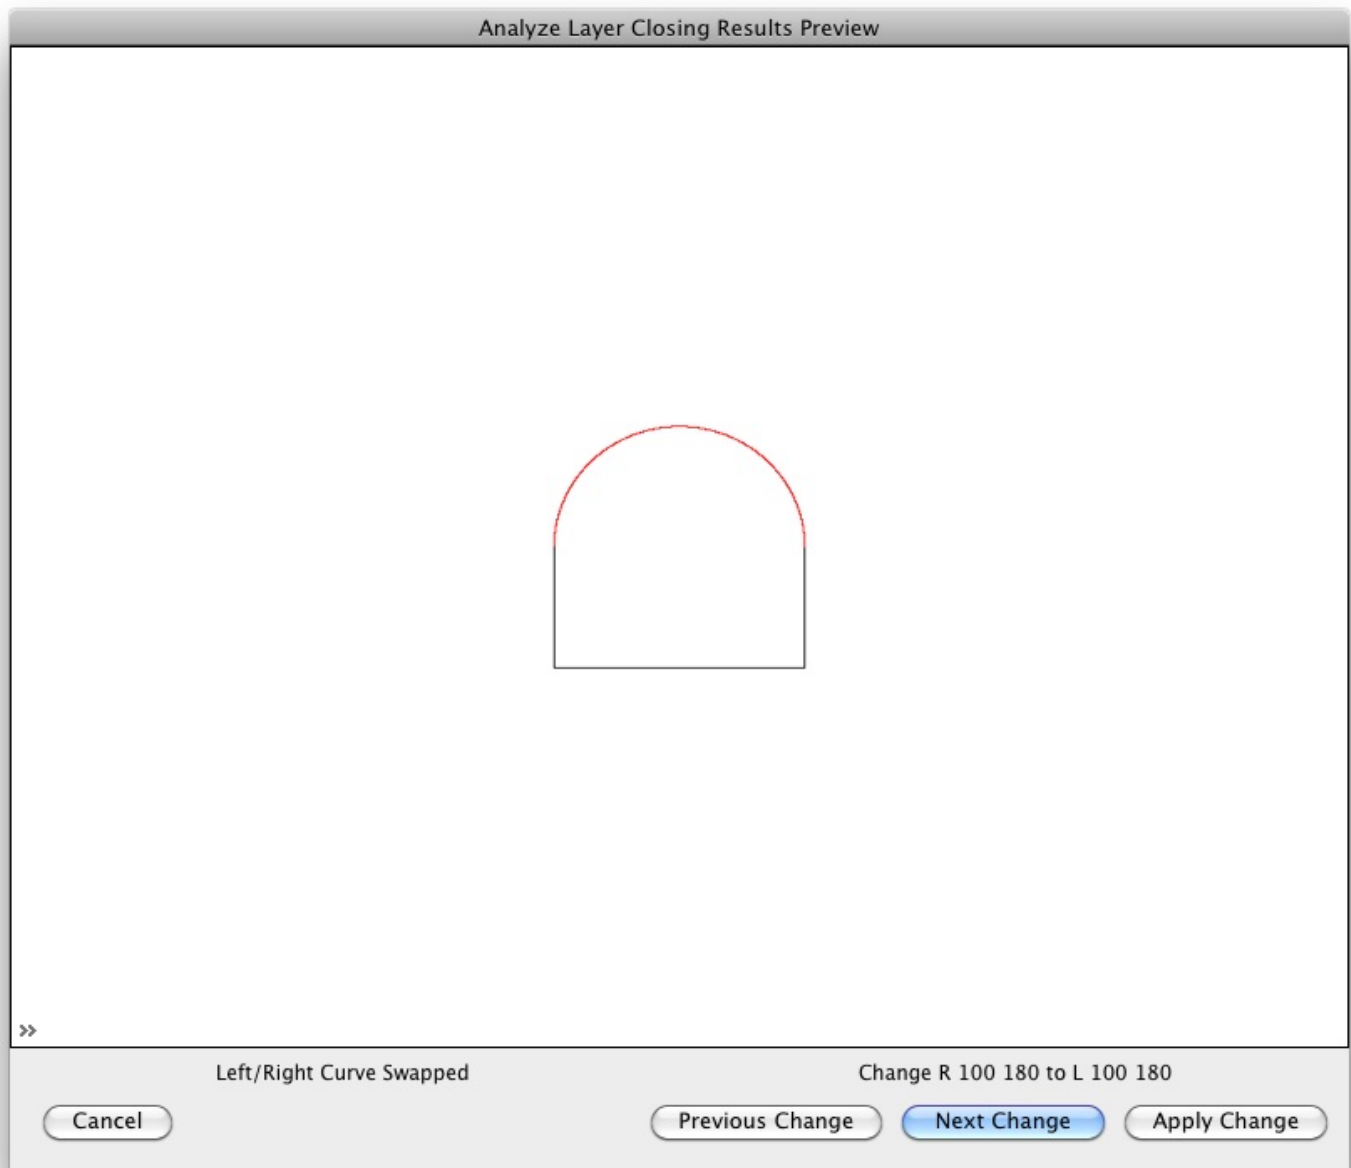 Analyze Layer Closing Results Preview
»
Left/Right Curve Swapped
Change R 100 180 to L 100 180
Cancel
Previous Change
Next Change
Apply Change